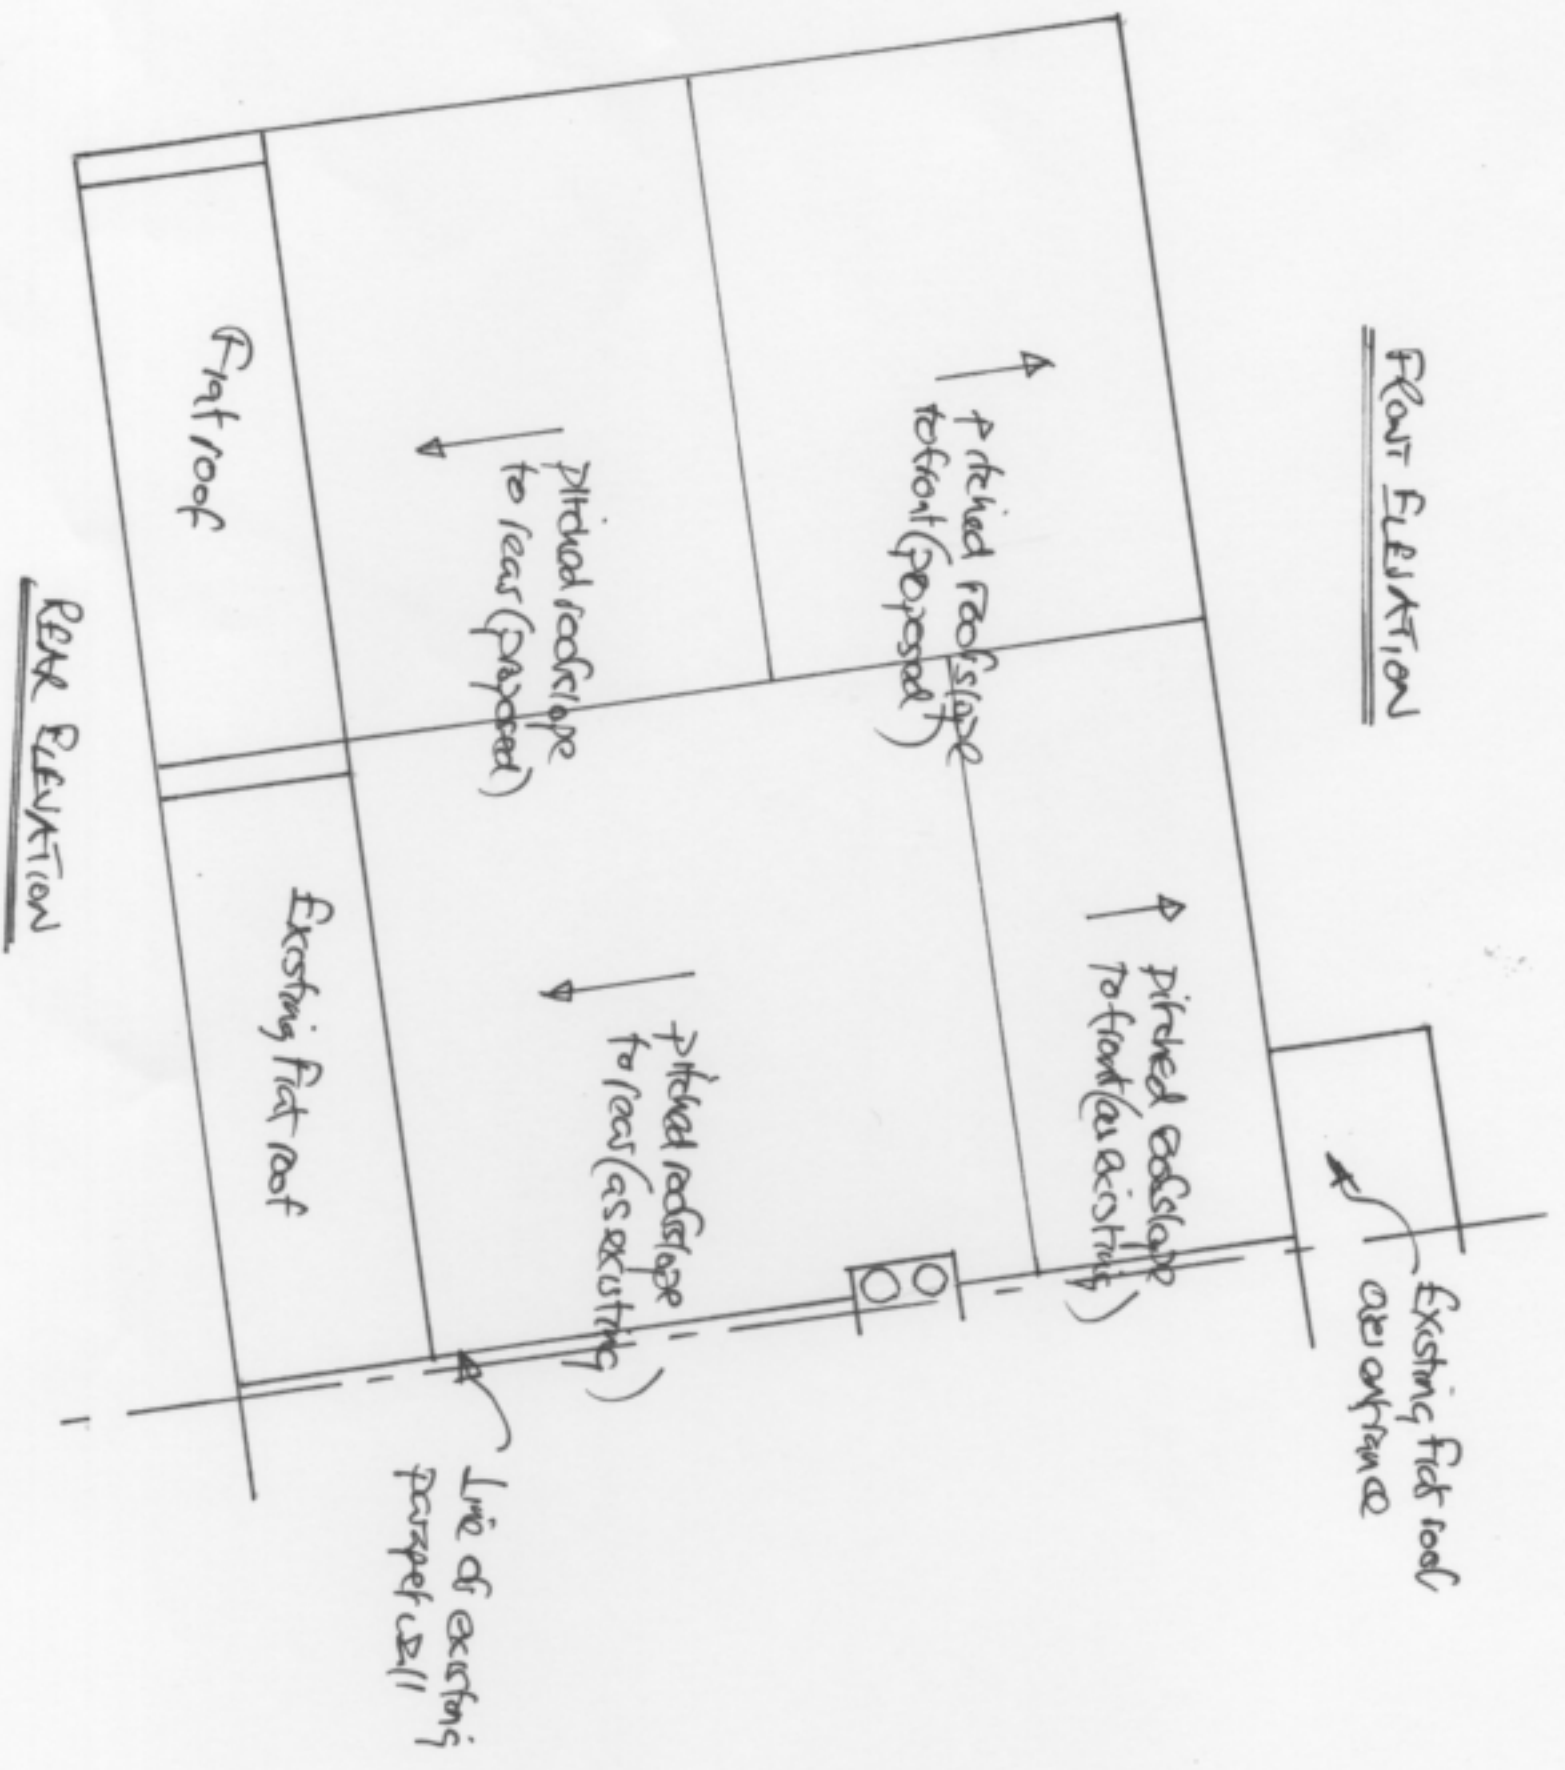 FRONT ELEVATION
Pitched roofslope
to front (proposed)
pitched roofslope
to front (as existing)
Existing flat roof
over entrance
pitched roofslope
to rear (proposed)
pitched roofslope
to rear (as existing)
Flat roof
Existing flat roof
Line of existing
parapet wall
REAR ELEVATION